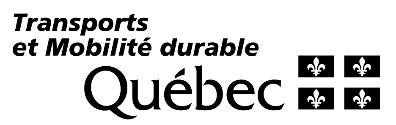 Transports
et Mobilité durable
Québec